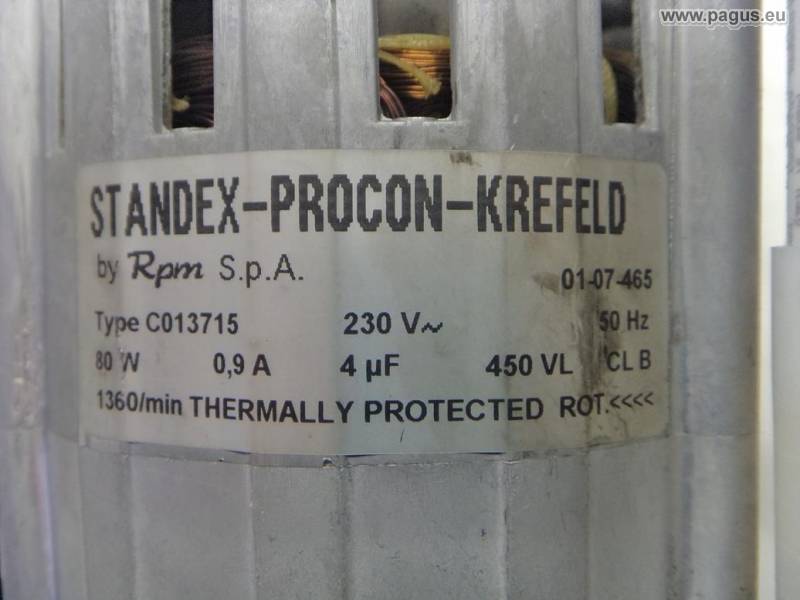 www.pagus.eu
STANDEX-PROCON-KREFELD
by Rpm S.p.A. 01-07-465
Type C013715 230 V~ 50 Hz
80 W 0,9 A 4 µF 450 VL CL B
1360/min THERMALLY PROTECTED ROT.<<<<